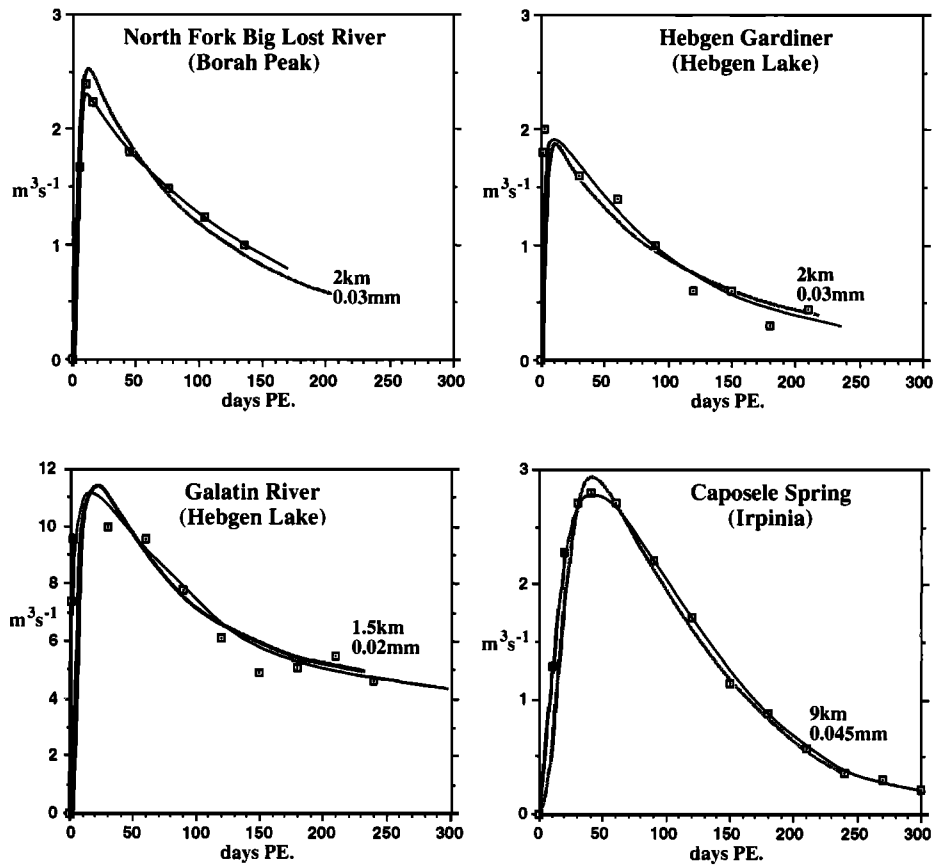 North Fork Big Lost River
(Borah Peak)
3
2
m³s⁻¹
1
0
2km
0.03mm
0 50 100 150 200 250 300
days PE.
Hebgen Gardiner
(Hebgen Lake)
3
2
m³s⁻¹
1
0
2km
0.03mm
0 50 100 150 200 250 300
days PE.
Galatin River
(Hebgen Lake)
12
10
8
m³s⁻¹
6
4
2
0
1.5km
0.02mm
0 50 100 150 200 250 300
days PE.
Caposele Spring
(Irpinia)
3
2
m³s⁻¹
1
0
9km
0.045mm
0 50 100 150 200 250 300
days PE.